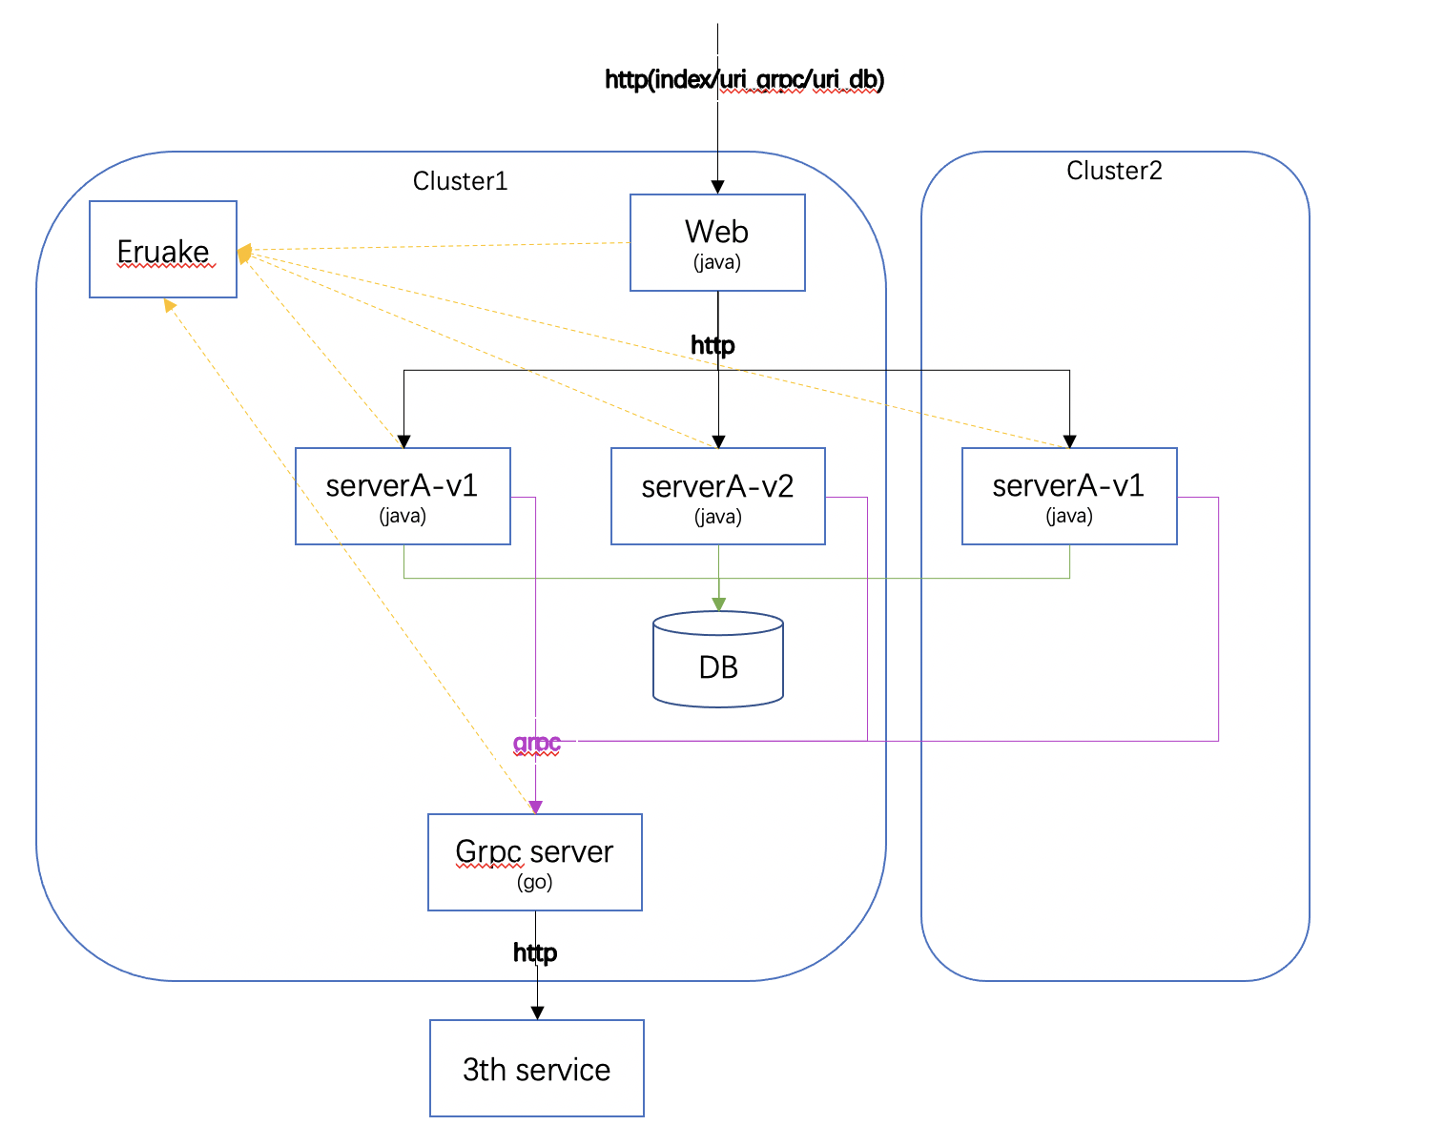 http(index/uri_grpc/uri_db)
Cluster1
Cluster2
Eruake
Web
(java)
http
serverA-v1
(java)
serverA-v2
(java)
serverA-v1
(java)
DB
grpc
Grpc server
(go)
http
3th service